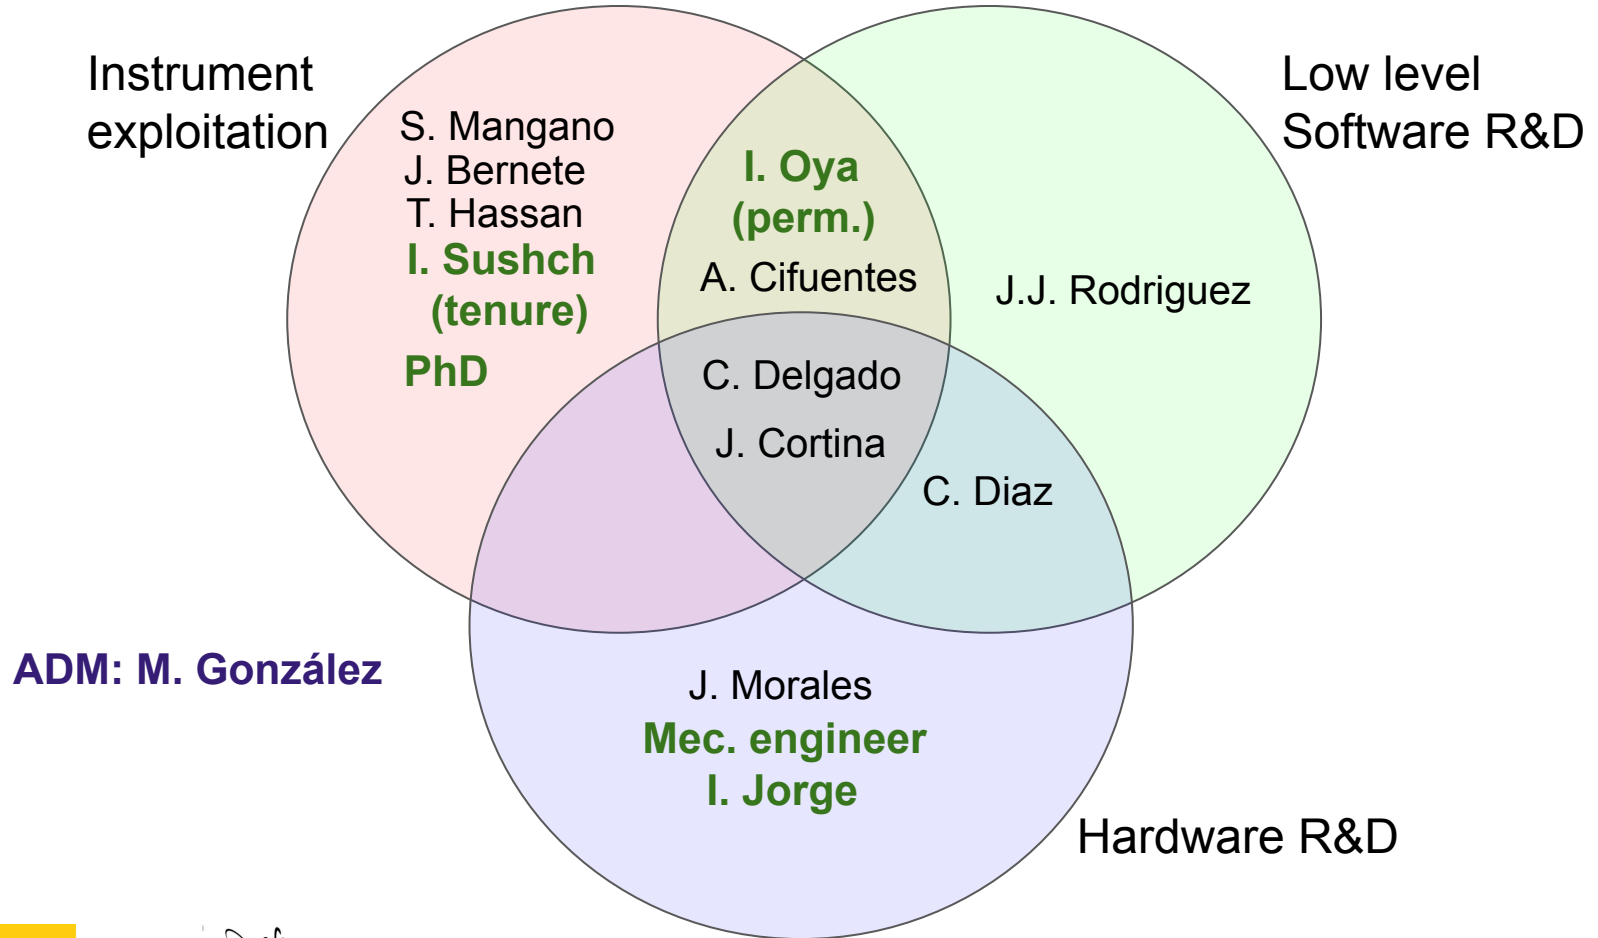 Instrument
exploitation
Low level
Software R&D
S. Mangano
J. Bernete
T. Hassan
I. Sushch
(tenure)
PhD
I. Oya
(perm.)
A. Cifuentes
J.J. Rodriguez
C. Delgado
J. Cortina
C. Diaz
ADM: M. González
J. Morales
Mec. engineer
I. Jorge
Hardware R&D